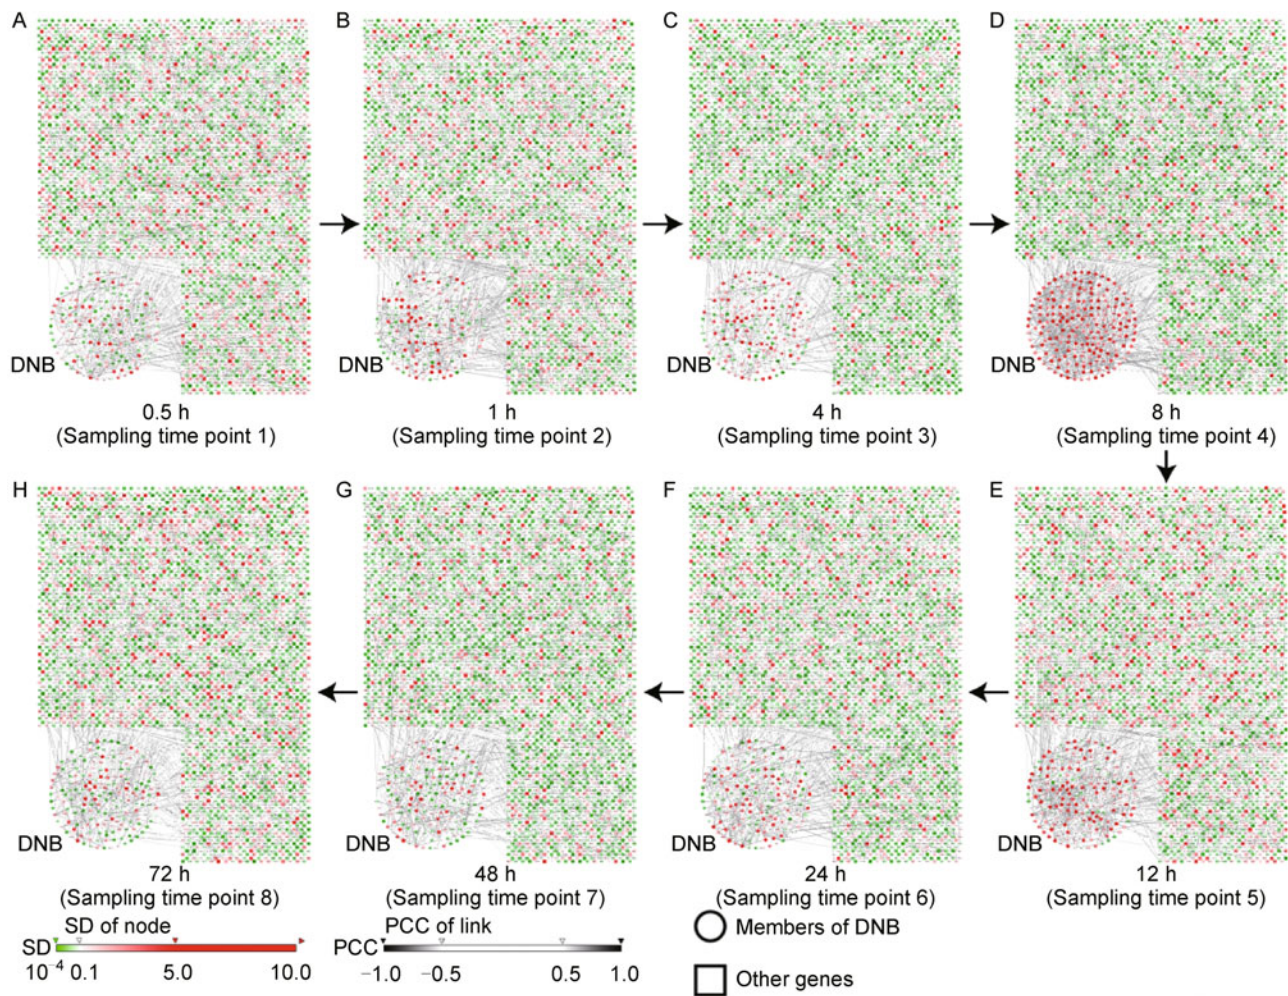 A B C D
DNB DNB DNB DNB
0.5 h 1 h 4 h 8 h
(Sampling time point 1) (Sampling time point 2) (Sampling time point 3) (Sampling time point 4)
H G F E
DNB DNB DNB DNB
72 h 48 h 24 h 12 h
(Sampling time point 8) (Sampling time point 7) (Sampling time point 6) (Sampling time point 5)
SD of node PCC of link Members of DNB
SD PCC
10⁻⁴ 0.1 5.0 10.0 −1.0 −0.5 0.5 1.0 Other genes